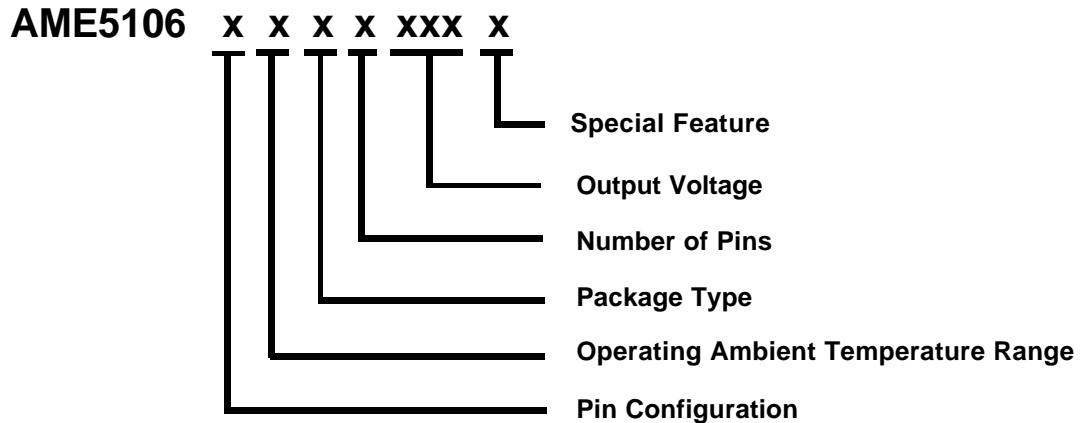 AME5106 x x x x xxx x
Special Feature
Output Voltage
Number of Pins
Package Type
Operating Ambient Temperature Range
Pin Configuration